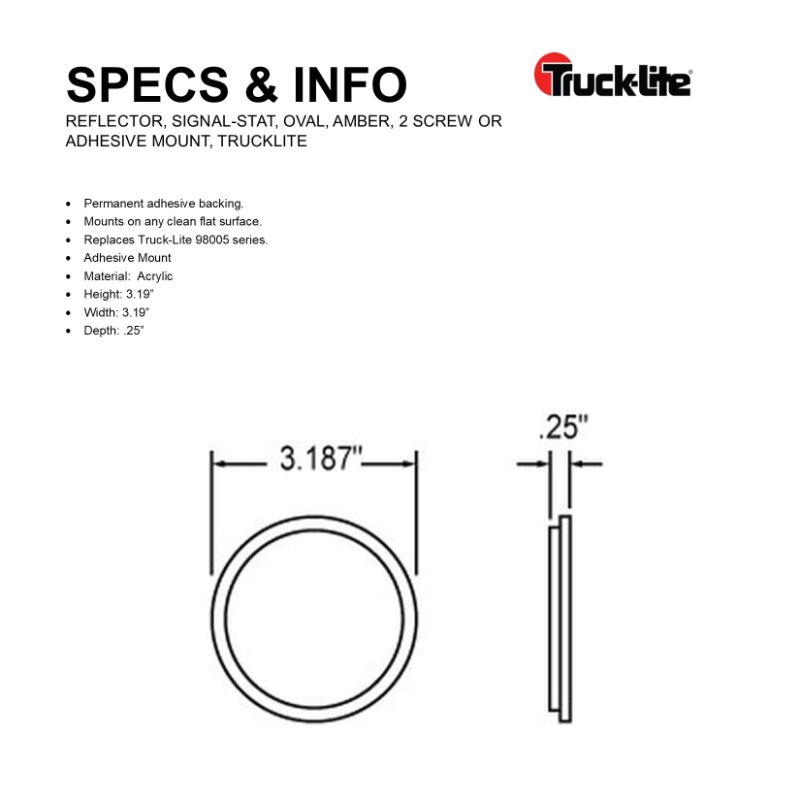 SPECS & INFO
Truck-Lite®
REFLECTOR, SIGNAL-STAT, OVAL, AMBER, 2 SCREW OR
ADHESIVE MOUNT, TRUCKLITE
• Permanent adhesive backing.
• Mounts on any clean flat surface.
• Replaces Truck-Lite 98005 series.
• Adhesive Mount
• Material:  Acrylic
• Height: 3.19”
• Width: 3.19”
• Depth: .25”
.25"
3.187"